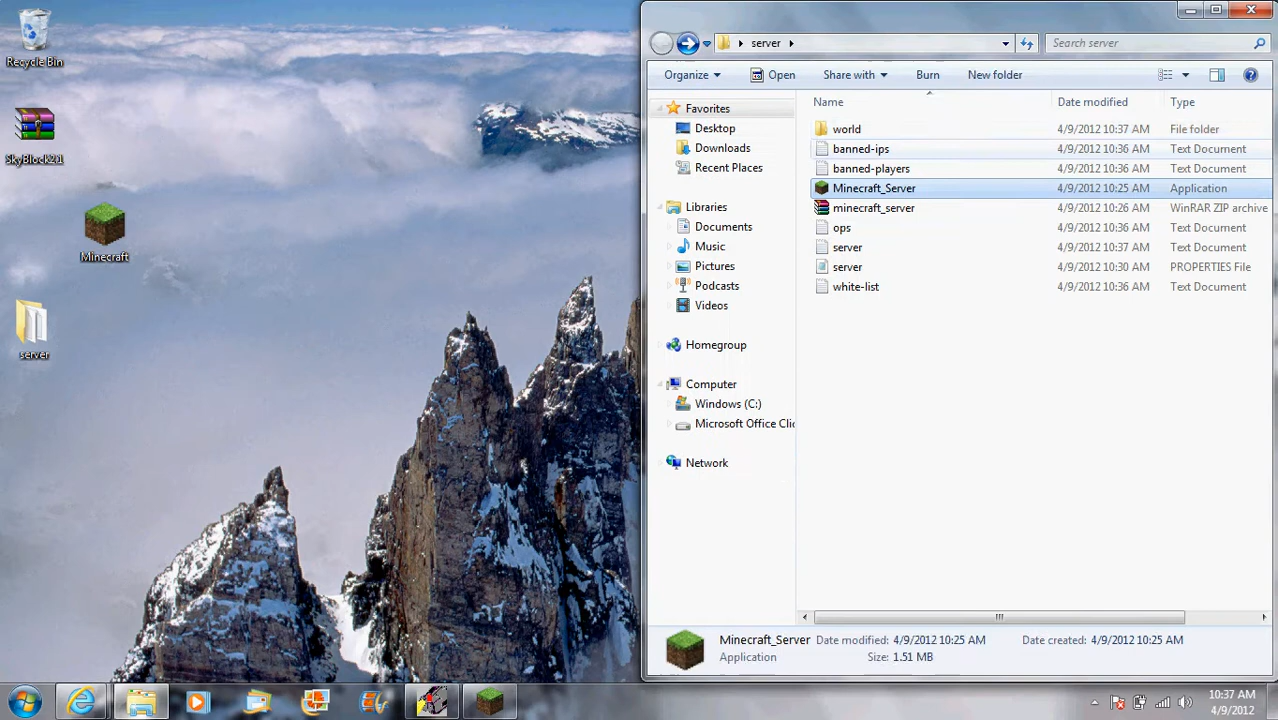 Recycle Bin
SkyBlock2.1
Minecraft
server
server
Search server
Organize
Open
Share with
Burn
New folder
Favorites
Desktop
Downloads
Recent Places
Libraries
Documents
Music
Pictures
Podcasts
Videos
Homegroup
Computer
Windows (C:)
Microsoft Office Clic
Network
Name Date modified Type
world 4/9/2012 10:37 AM File folder
banned-ips 4/9/2012 10:36 AM Text Document
banned-players 4/9/2012 10:36 AM Text Document
Minecraft_Server 4/9/2012 10:25 AM Application
minecraft_server 4/9/2012 10:26 AM WinRAR ZIP archive
ops 4/9/2012 10:36 AM Text Document
server 4/9/2012 10:37 AM Text Document
server 4/9/2012 10:30 AM PROPERTIES File
white-list 4/9/2012 10:36 AM Text Document
Minecraft_Server Date modified: 4/9/2012 10:25 AM Date created: 4/9/2012 10:25 AM
Application Size: 1.51 MB
10:37 AM
4/9/2012